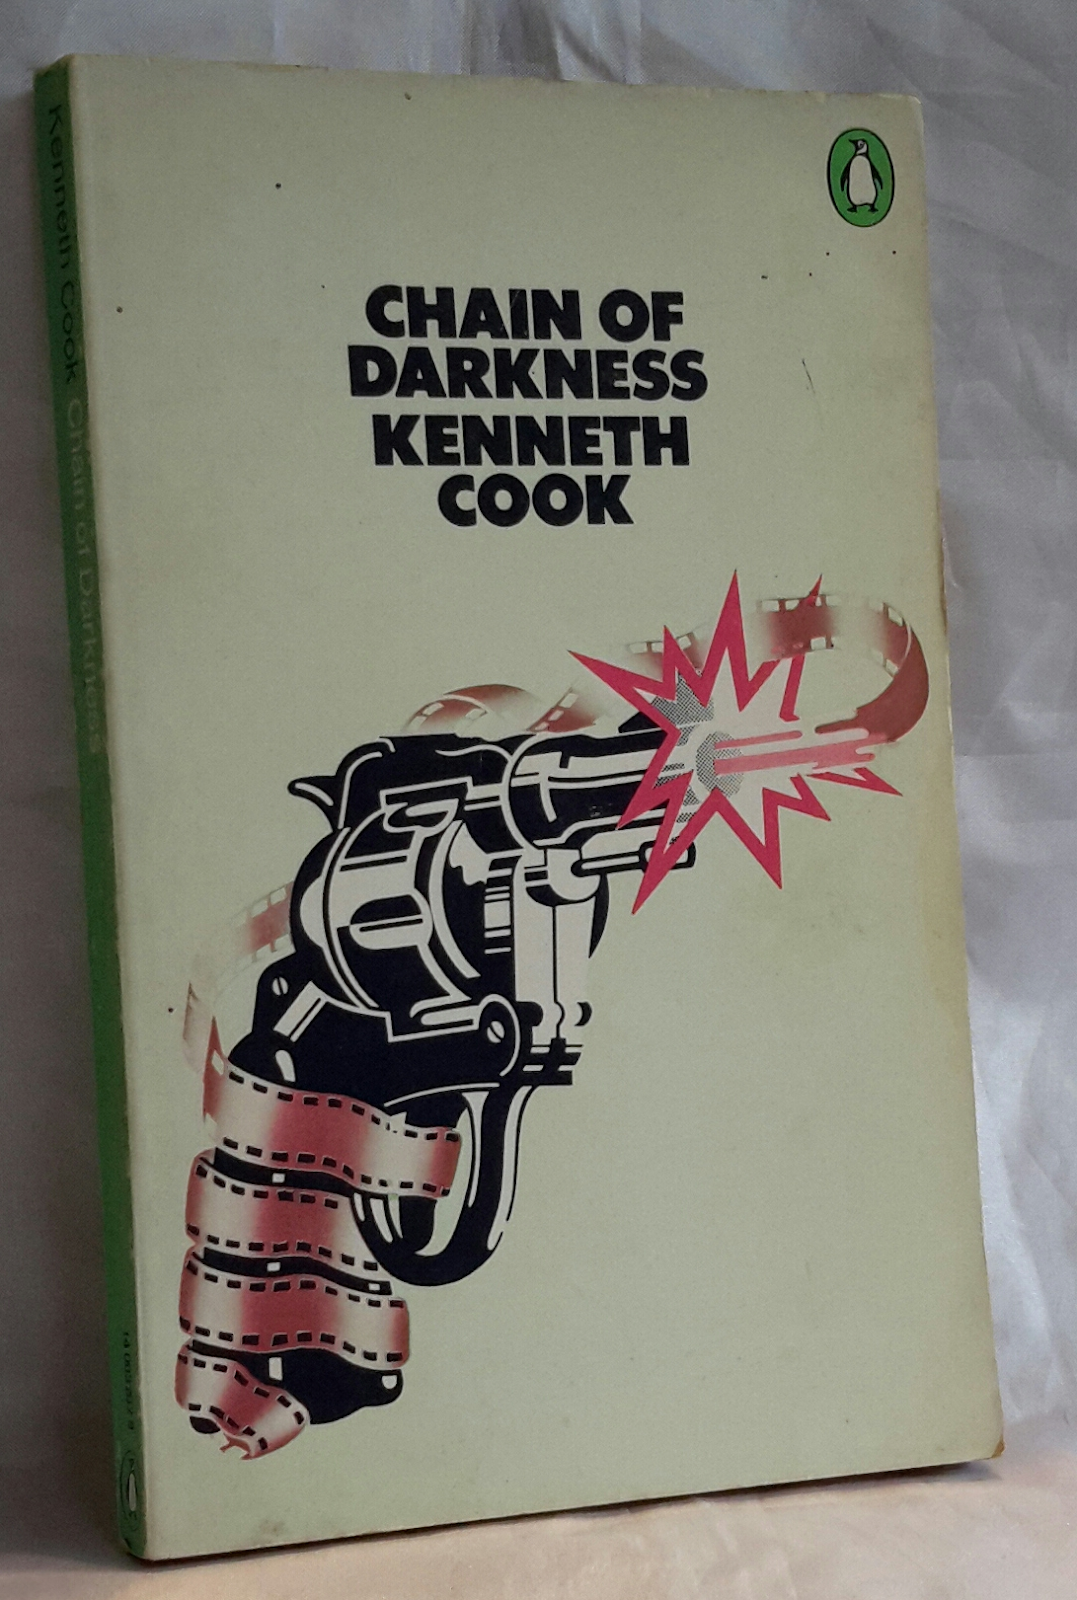 CHAIN OF
DARKNESS
KENNETH
COOK
Kenneth Cook Chain of Darkness